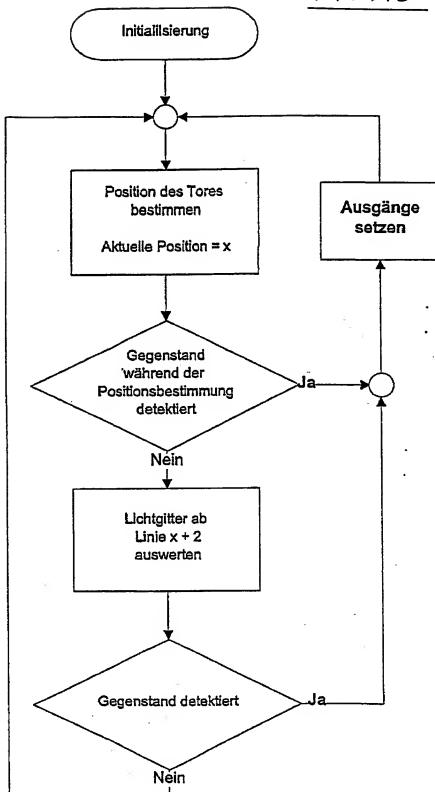 Initialisierung
Position des Tores
bestimmen
Aktuelle Position = x
Ausgänge
setzen
Gegenstand
während der
Positionsbestimmung
detektiert
Ja
Nein
Lichtgitter ab
Linie x + 2
auswerten
Gegenstand detektiert
Ja
Nein